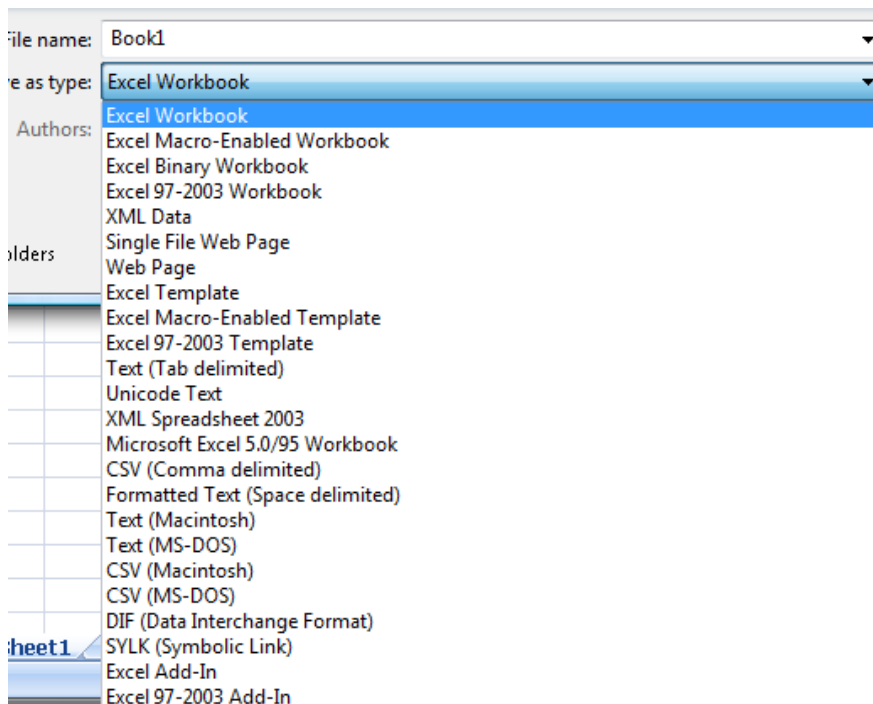 File name: Book1
e as type: Excel Workbook
Authors:
Excel Workbook
Excel Macro-Enabled Workbook
Excel Binary Workbook
Excel 97-2003 Workbook
XML Data
Single File Web Page
olders
Web Page
Excel Template
Excel Macro-Enabled Template
Excel 97-2003 Template
Text (Tab delimited)
Unicode Text
XML Spreadsheet 2003
Microsoft Excel 5.0/95 Workbook
CSV (Comma delimited)
Formatted Text (Space delimited)
Text (Macintosh)
Text (MS-DOS)
CSV (Macintosh)
CSV (MS-DOS)
DIF (Data Interchange Format)
heet1
SYLK (Symbolic Link)
Excel Add-In
Excel 97-2003 Add-In